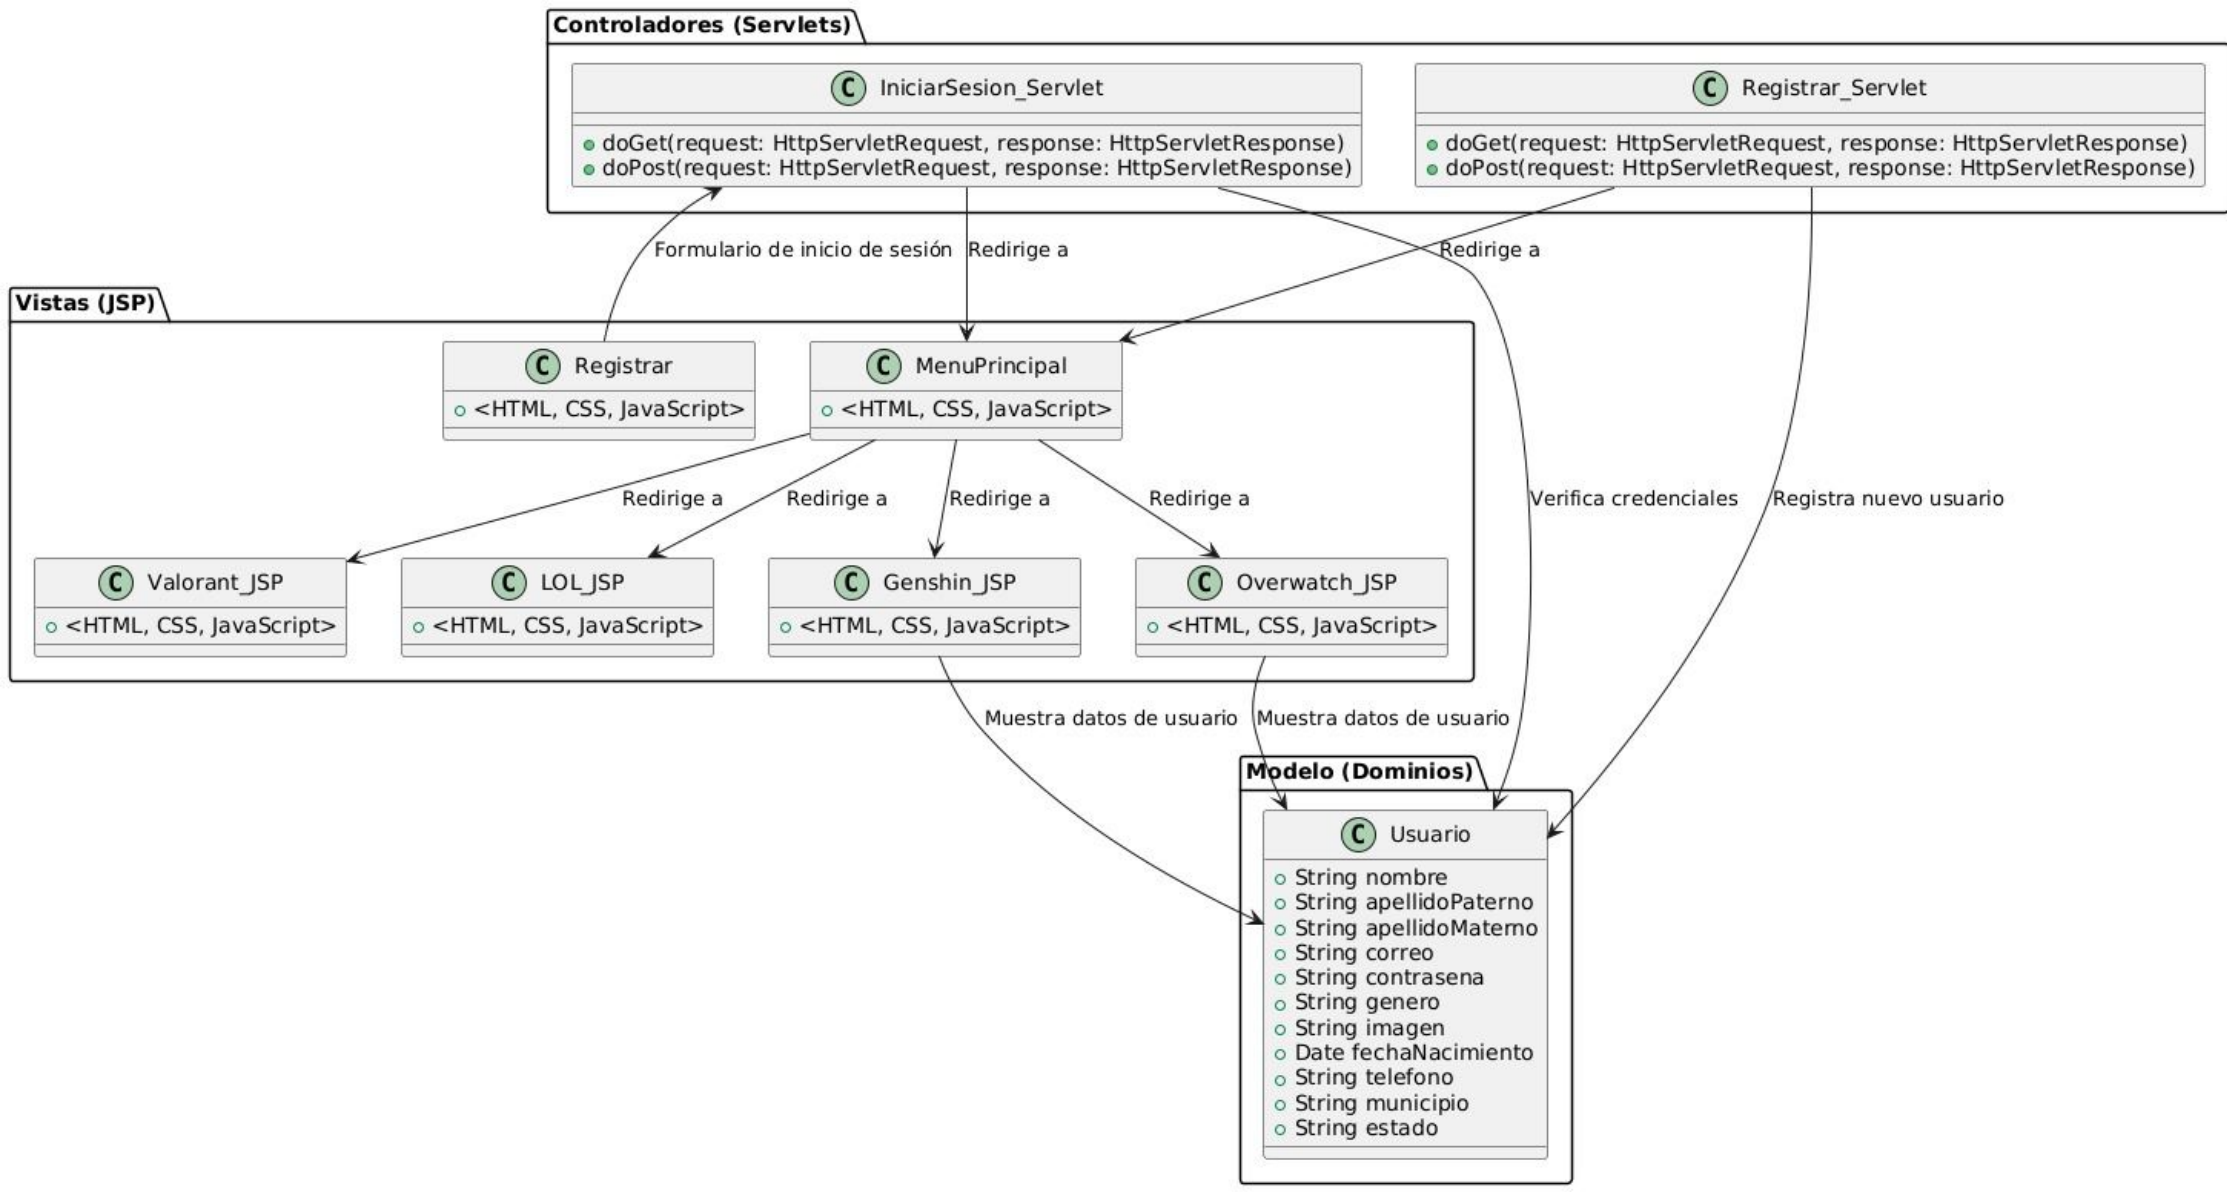 Controladores (Servlets)
C IniciarSesion_Servlet
doGet(request: HttpServletRequest, response: HttpServletResponse)
doPost(request: HttpServletRequest, response: HttpServletResponse)
C Registrar_Servlet
doGet(request: HttpServletRequest, response: HttpServletResponse)
doPost(request: HttpServletRequest, response: HttpServletResponse)
Formulario de inicio de sesión
Redirige a
Redirige a
Vistas (JSP)
C Registrar
<HTML, CSS, JavaScript>
C MenuPrincipal
<HTML, CSS, JavaScript>
Redirige a
Redirige a
Redirige a
Redirige a
Verifica credenciales
Registra nuevo usuario
C Valorant_JSP
<HTML, CSS, JavaScript>
C LOL_JSP
<HTML, CSS, JavaScript>
C Genshin_JSP
<HTML, CSS, JavaScript>
C Overwatch_JSP
<HTML, CSS, JavaScript>
Muestra datos de usuario
Muestra datos de usuario
Modelo (Dominios)
C Usuario
String nombre
String apellidoPaterno
String apellidoMaterno
String correo
String contrasena
String genero
String imagen
Date fechaNacimiento
String telefono
String municipio
String estado